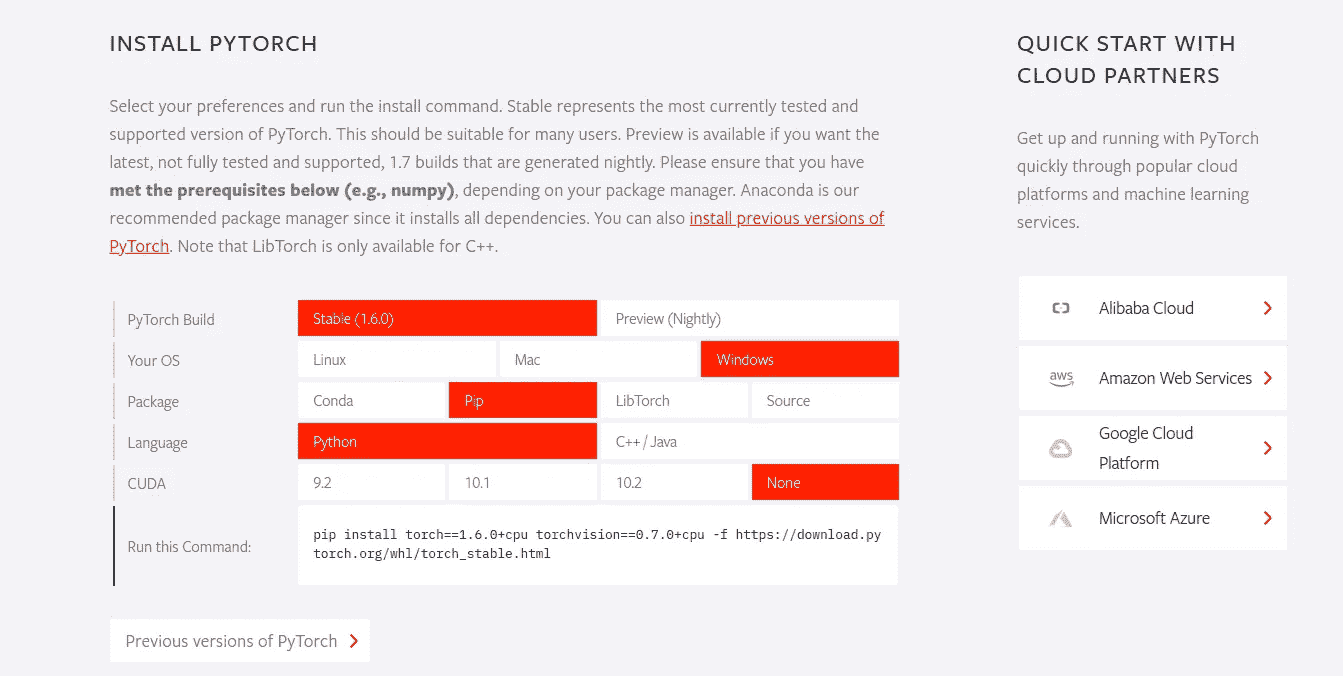 INSTALL PYTORCH
Select your preferences and run the install command. Stable represents the most currently tested and
supported version of PyTorch. This should be suitable for many users. Preview is available if you want the
latest, not fully tested and supported, 1.7 builds that are generated nightly. Please ensure that you have
met the prerequisites below (e.g., numpy), depending on your package manager. Anaconda is our
recommended package manager since it installs all dependencies. You can also install previous versions of
PyTorch. Note that LibTorch is only available for C++.
PyTorch Build
Stable (1.6.0)
Preview (Nightly)
Your OS
Linux
Mac
Windows
Package
Conda
Pip
LibTorch
Source
Language
Python
C++ / Java
CUDA
9.2
10.1
10.2
None
Run this Command:
pip install torch==1.6.0+cpu torchvision==0.7.0+cpu -f https://download.py
torch.org/whl/torch_stable.html
Previous versions of PyTorch
QUICK START WITH
CLOUD PARTNERS
Get up and running with PyTorch
quickly through popular cloud
platforms and machine learning
services.
Alibaba Cloud
aws
Amazon Web Services
Google Cloud
Platform
Microsoft Azure